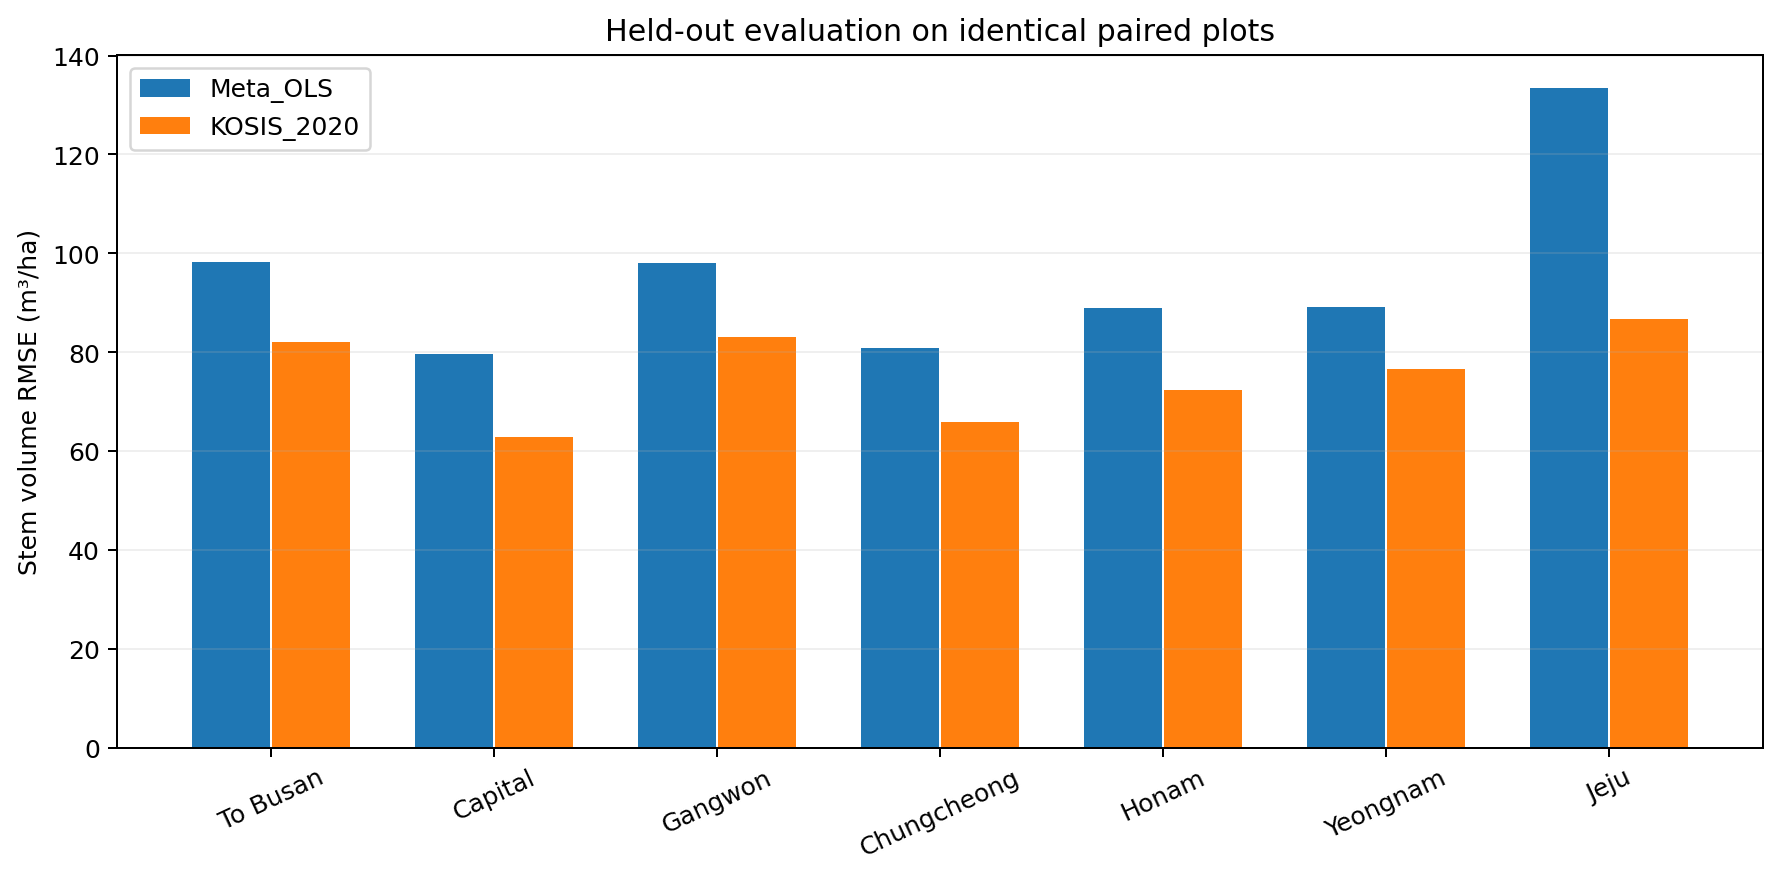 Held-out evaluation on identical paired plots
Meta_OLS
KOSIS_2020
Stem volume RMSE (m³/ha)
140
120
100
80
60
40
20
0
To Busan
Capital
Gangwon
Chungcheong
Honam
Yeongnam
Jeju